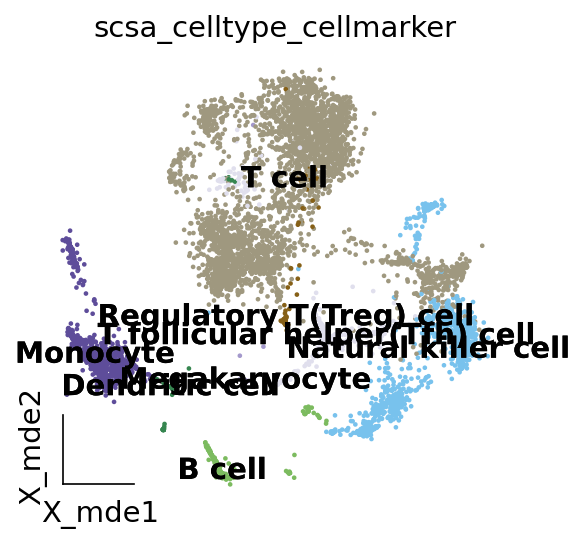 scsa_celltype_cellmarker
T cell
Regulatory T(Treg) cell
T follicular helper(Tfh) cell
Natural killer cell
Monocyte
Megakaryocyte
Dendritic cell
B cell
X_mde2
X_mde1